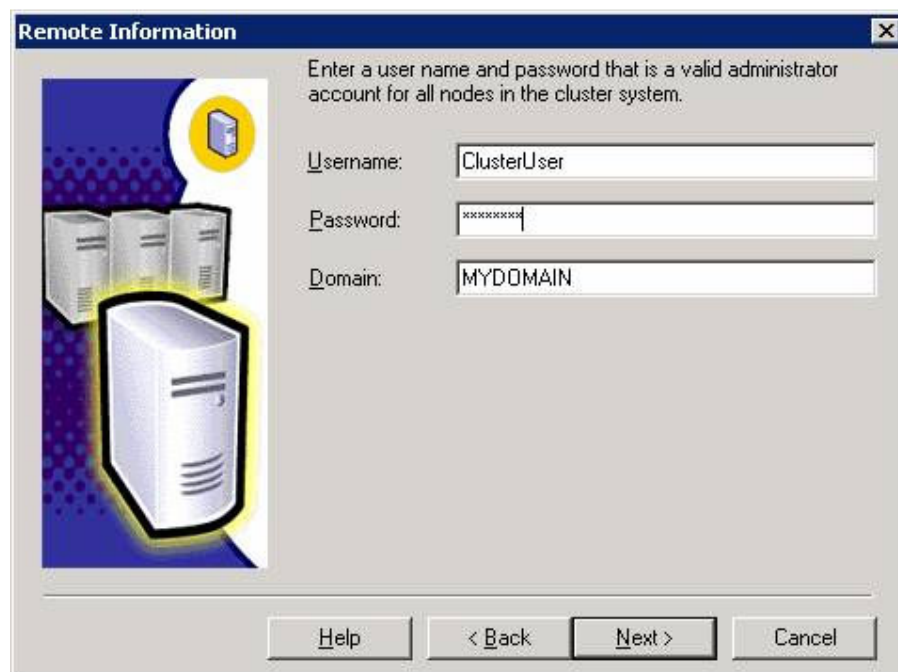 Remote Information
Enter a user name and password that is a valid administrator
account for all nodes in the cluster system.
Username: ClusterUser
Password: ********
Domain: MYDOMAIN
Help < Back Next > Cancel